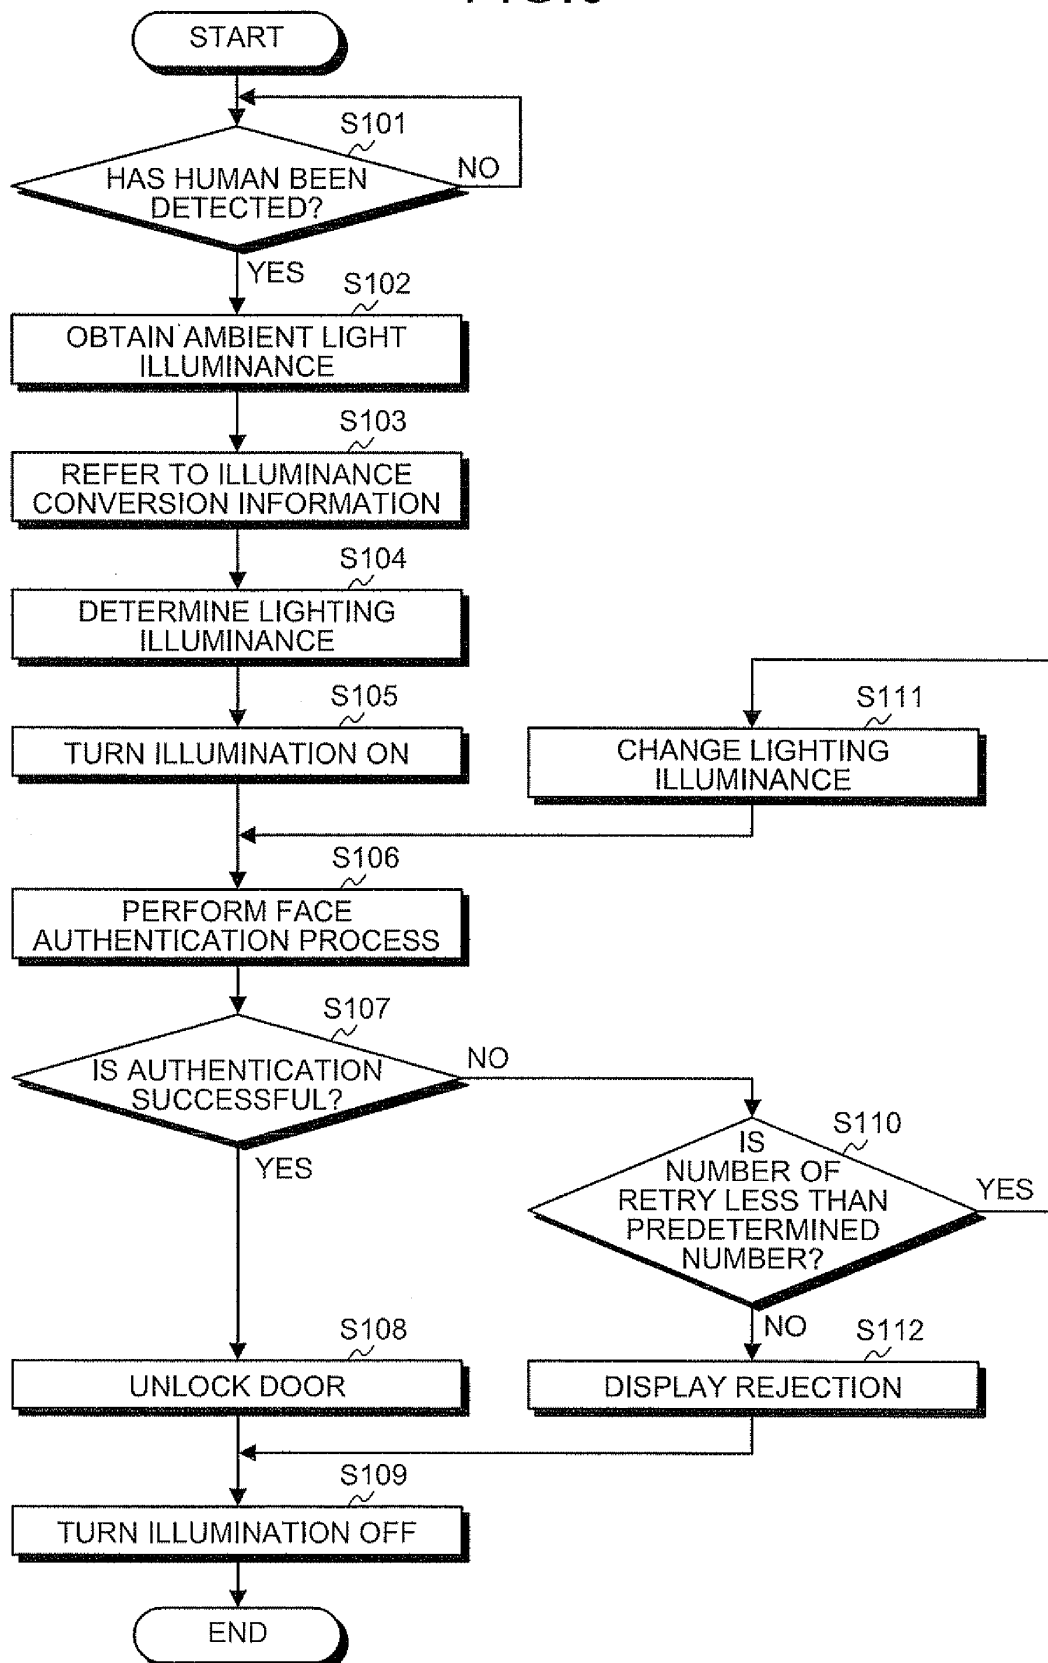 START
S101
HAS HUMAN BEEN
DETECTED?
NO
YES
S102
OBTAIN AMBIENT LIGHT
ILLUMINANCE
S103
REFER TO ILLUMINANCE
CONVERSION INFORMATION
S104
DETERMINE LIGHTING
ILLUMINANCE
S105
TURN ILLUMINATION ON
S111
CHANGE LIGHTING
ILLUMINANCE
S106
PERFORM FACE
AUTHENTICATION PROCESS
S107
IS AUTHENTICATION
SUCCESSFUL?
NO
YES
S110
IS
NUMBER OF
RETRY LESS THAN
PREDETERMINED
NUMBER?
YES
NO
S108
UNLOCK DOOR
S112
DISPLAY REJECTION
S109
TURN ILLUMINATION OFF
END